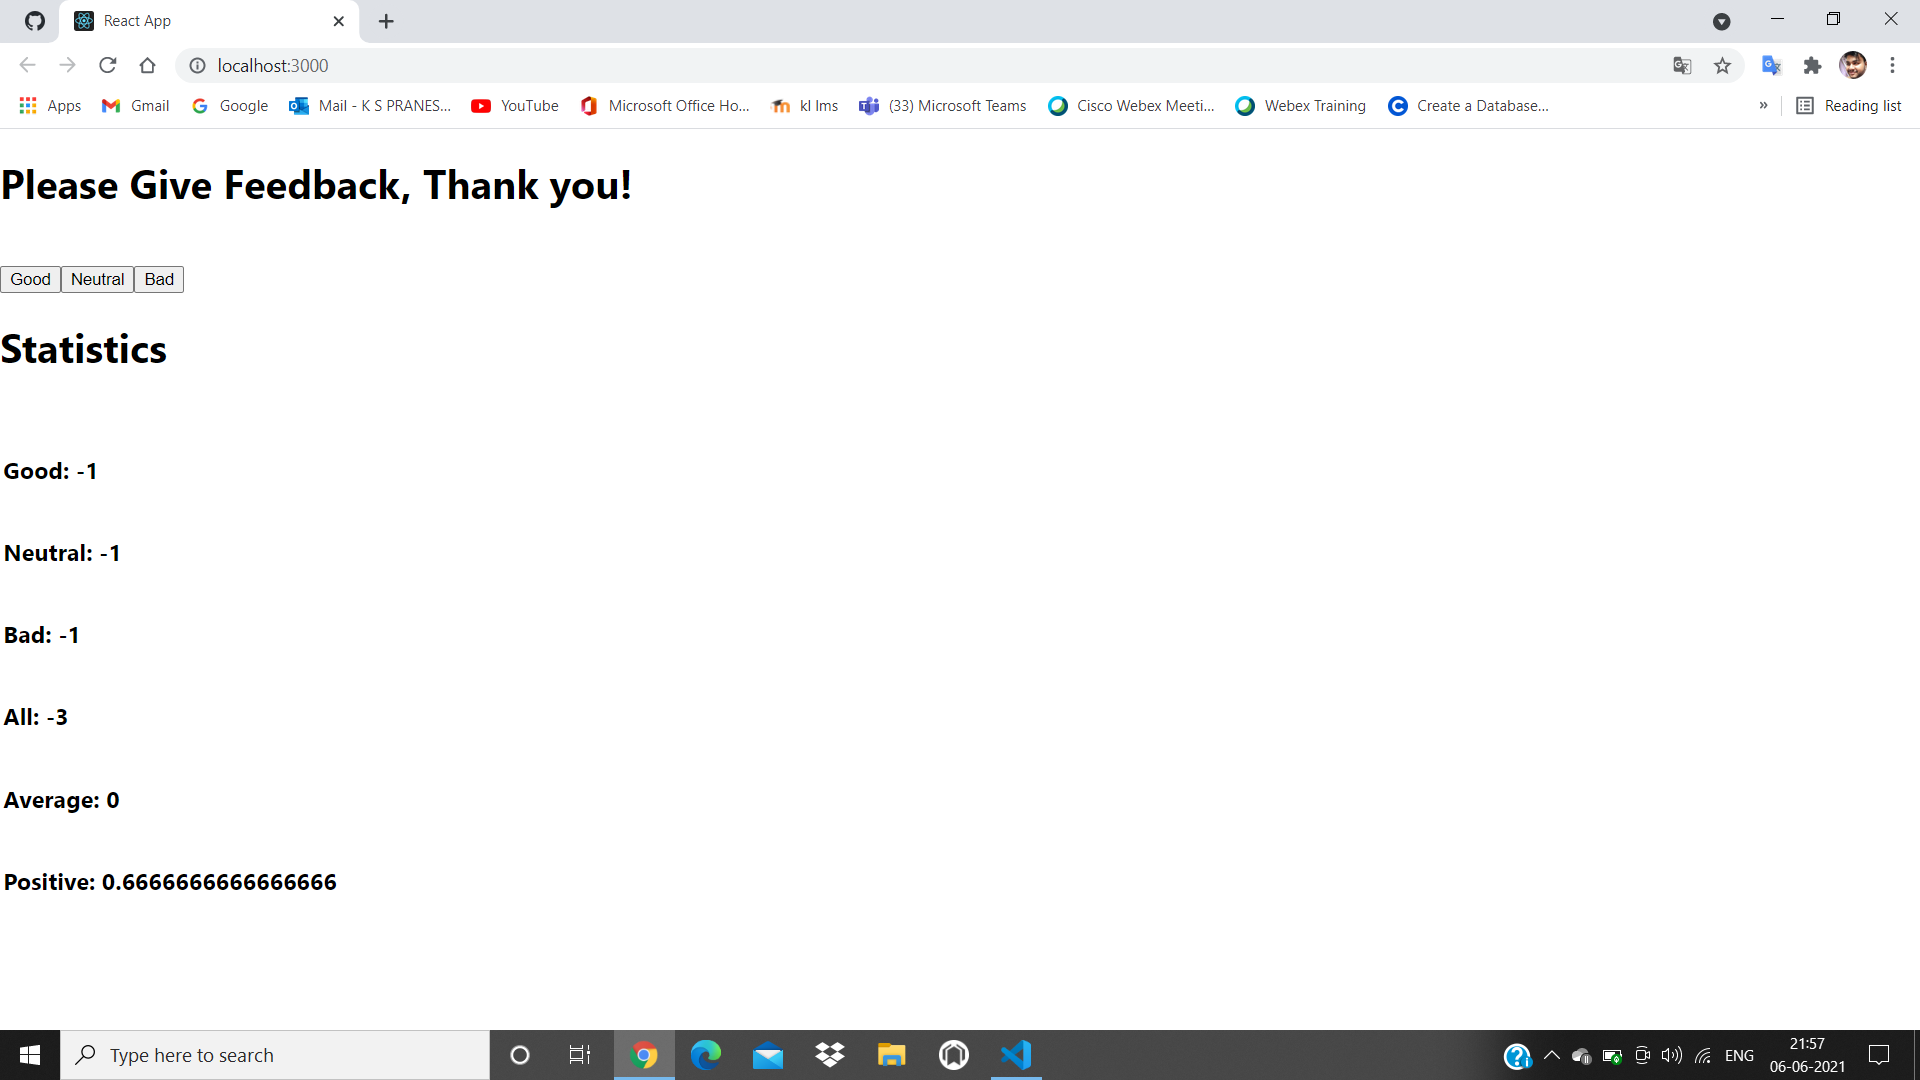 React App
localhost:3000
Apps Gmail Google Mail - K S PRANES... YouTube Microsoft Office Ho... kl lms (33) Microsoft Teams Cisco Webex Meeti... Webex Training Create a Database... » Reading list
Please Give Feedback, Thank you!
Good Neutral Bad
Statistics
Good: -1
Neutral: -1
Bad: -1
All: -3
Average: 0
Positive: 0.6666666666666666
Type here to search
ENG
21:57
06-06-2021